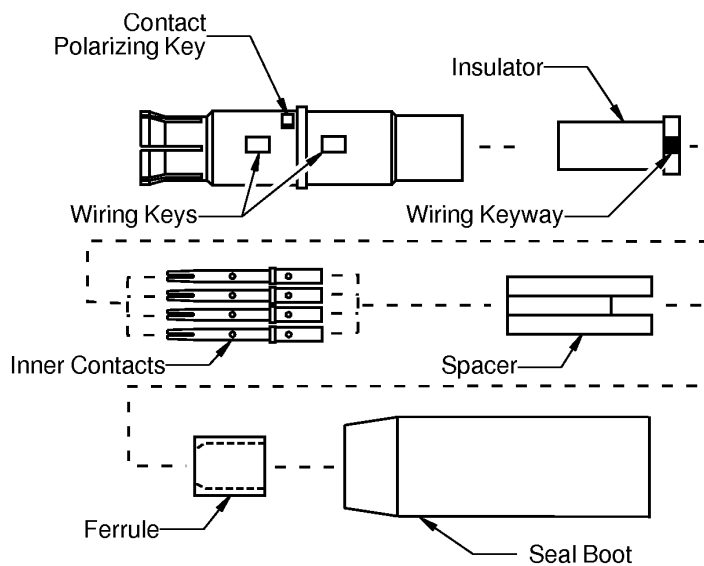 Contact
Polarizing Key
Insulator
Wiring Keys
Wiring Keyway
Inner Contacts
Spacer
Ferrule
Seal Boot